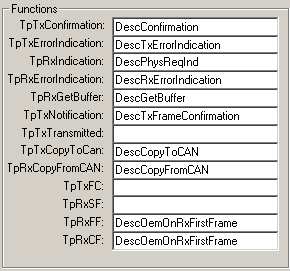 Functions
TpTxConfirmation: DescConfirmation
TpTxErrorIndication: DescTxErrorIndication
TpRxIndication: DescPhysReqInd
TpRxErrorIndication: DescRxErrorIndication
TpRxGetBuffer: DescGetBuffer
TpTxNotification: DescTxFrameConfirmation
TpTxTransmitted:
TpTxCopyToCan: DescCopyToCAN
TpRxCopyFromCAN: DescCopyFromCAN
TpTxFC:
TpRxSF:
TpRxFF: DescOemOnRxFirstFrame
TpRxCF: DescOemOnRxFirstFrame